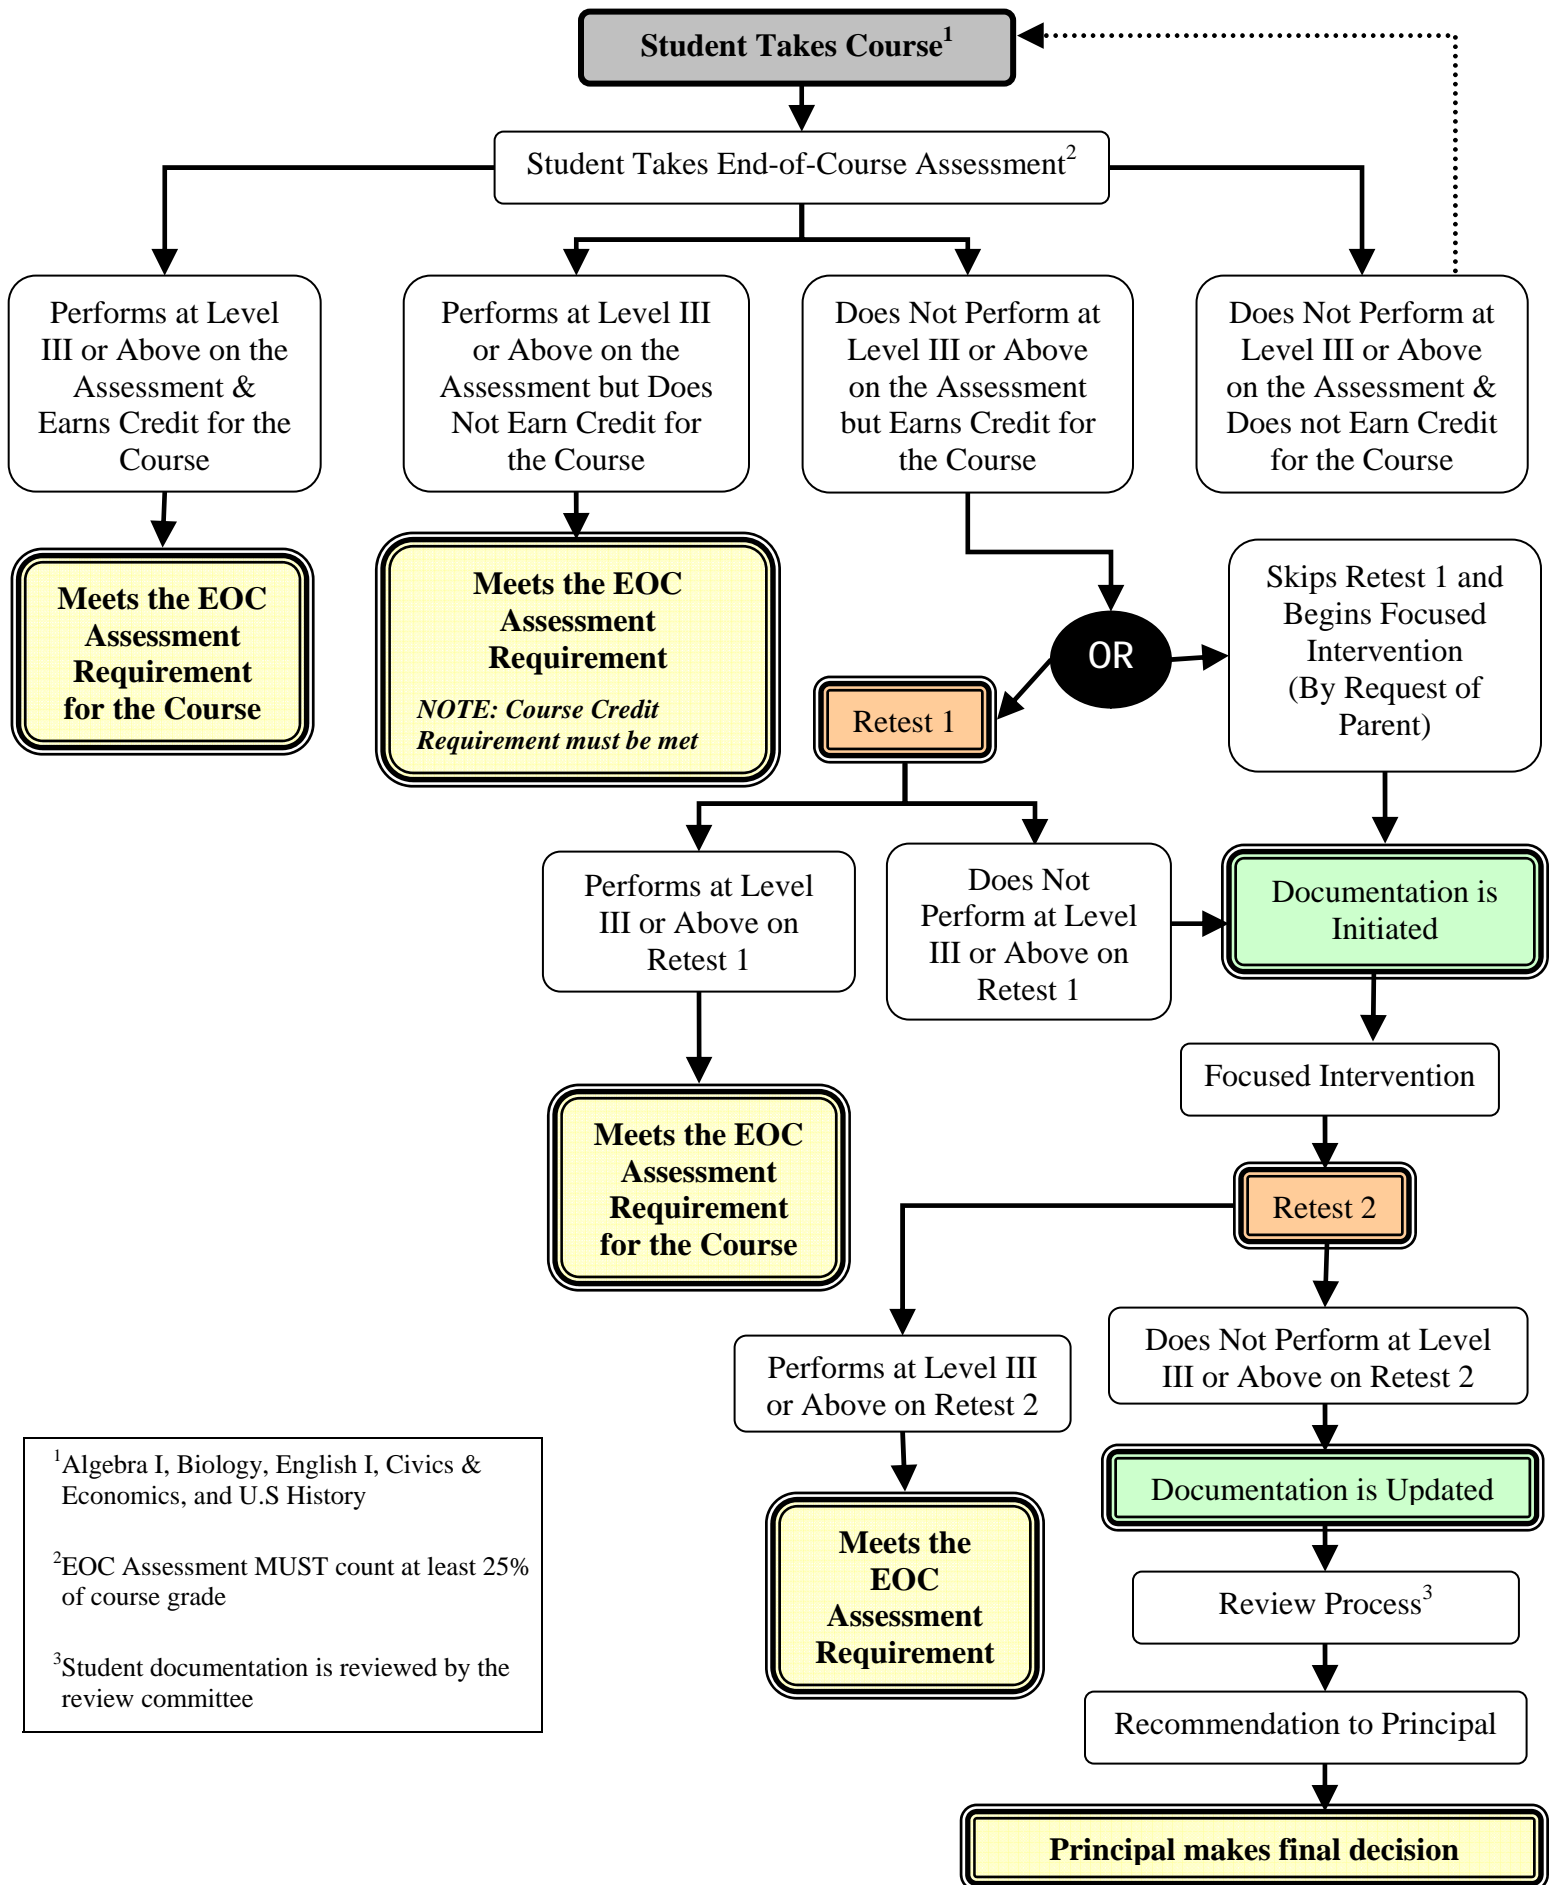 Student Takes Course¹
Student Takes End-of-Course Assessment²
Performs at Level
III or Above on the
Assessment &
Earns Credit for the
Course
Performs at Level III
or Above on the
Assessment but Does
Not Earn Credit for
the Course
Does Not Perform at
Level III or Above
on the Assessment
but Earns Credit for
the Course
Does Not Perform at
Level III or Above
on the Assessment &
Does not Earn Credit
for the Course
Meets the EOC
Assessment
Requirement
for the Course
Meets the EOC
Assessment
Requirement
NOTE: Course Credit
Requirement must be met
OR
Skips Retest 1 and
Begins Focused
Intervention
(By Request of
Parent)
Retest 1
Performs at Level
III or Above on
Retest 1
Does Not
Perform at Level
III or Above on
Retest 1
Documentation is
Initiated
Focused Intervention
Meets the EOC
Assessment
Requirement
for the Course
Retest 2
Performs at Level III
or Above on Retest 2
Does Not Perform at Level
III or Above on Retest 2
Documentation is Updated
Meets the
EOC
Assessment
Requirement
Review Process³
Recommendation to Principal
Principal makes final decision
¹Algebra I, Biology, English I, Civics &
Economics, and U.S History
²EOC Assessment MUST count at least 25%
of course grade
³Student documentation is reviewed by the
review committee